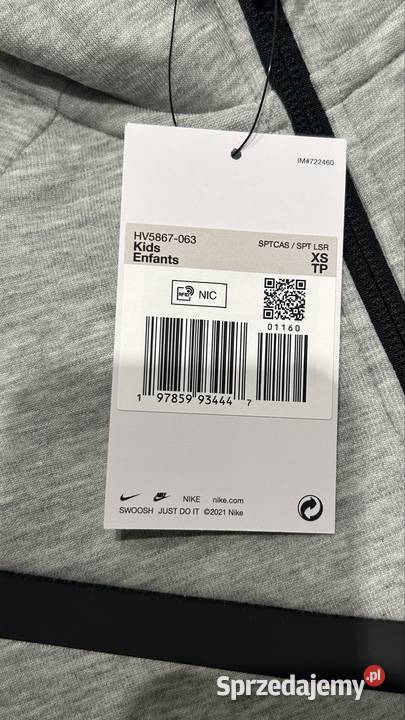 IM#722460
HV5867-063
Kids
Enfants
SPTCAS / SPT LSR
XS
TP
RFID NIC
01160
1 97859 93444 7
NIKE nike.com
SWOOSH JUST DO IT ©2021 Nike
Sprzedajemy.pl